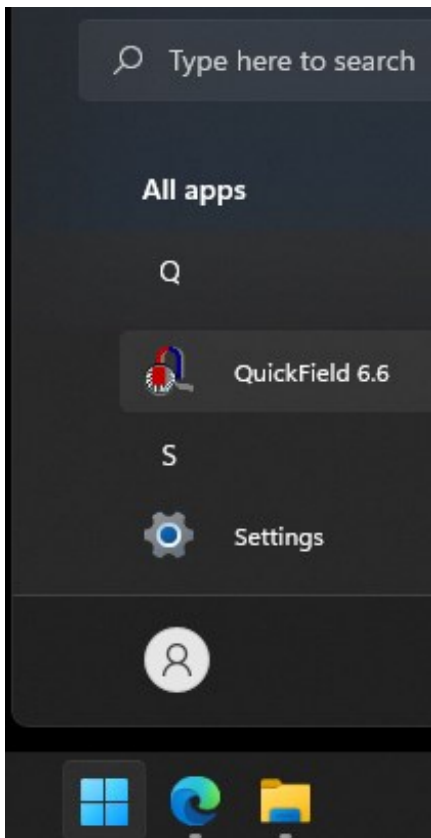 Type here to search
All apps
Q
QuickField 6.6
S
Settings